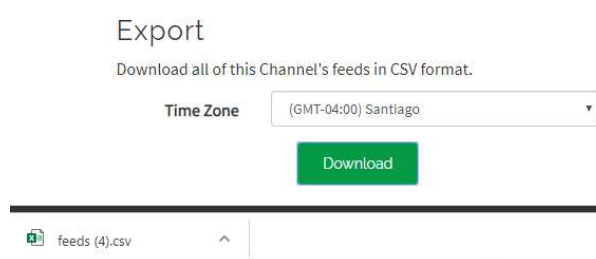 Export
Download all of this Channel's feeds in CSV format.
Time Zone
(GMT-04:00) Santiago
Download
feeds (4).csv